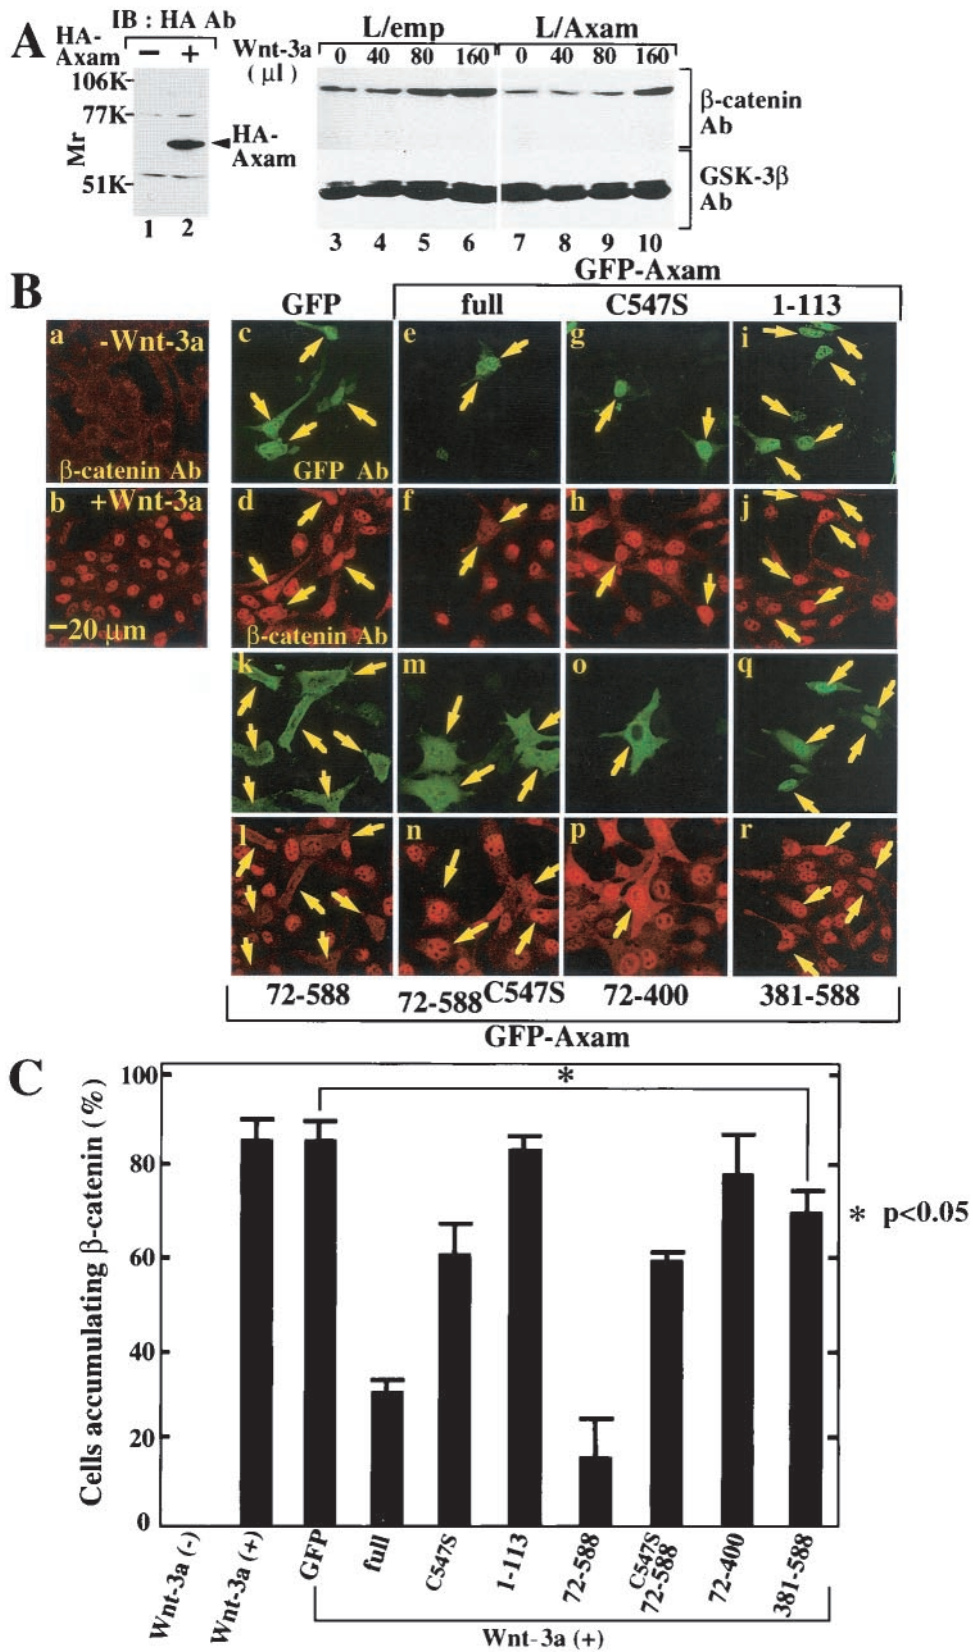 A
IB : HA Ab
HA-
Axam
− +
106K
77K
51K
Mr
HA-
Axam
1 2
L/emp L/Axam
Wnt-3a
( μl )
0 40 80 160 0 40 80 160
β-catenin
Ab
GSK-3β
Ab
3 4 5 6 7 8 9 10
B
GFP-Axam
GFP full C547S 1-113
a -Wnt-3a
β-catenin Ab
b +Wnt-3a
20 μm
c
GFP Ab
e
g
i
d
β-catenin Ab
f
h
j
k
m
o
q
l
n
p
r
72-588 72-588C547S 72-400 381-588
GFP-Axam
C
Cells accumulating β-catenin (%)
100
80
60
40
20
0
*
* p<0.05
Wnt-3a (-)
Wnt-3a (+)
GFP
full
C547S
1-113
72-588
C547S
72-588
72-400
381-588
Wnt-3a (+)